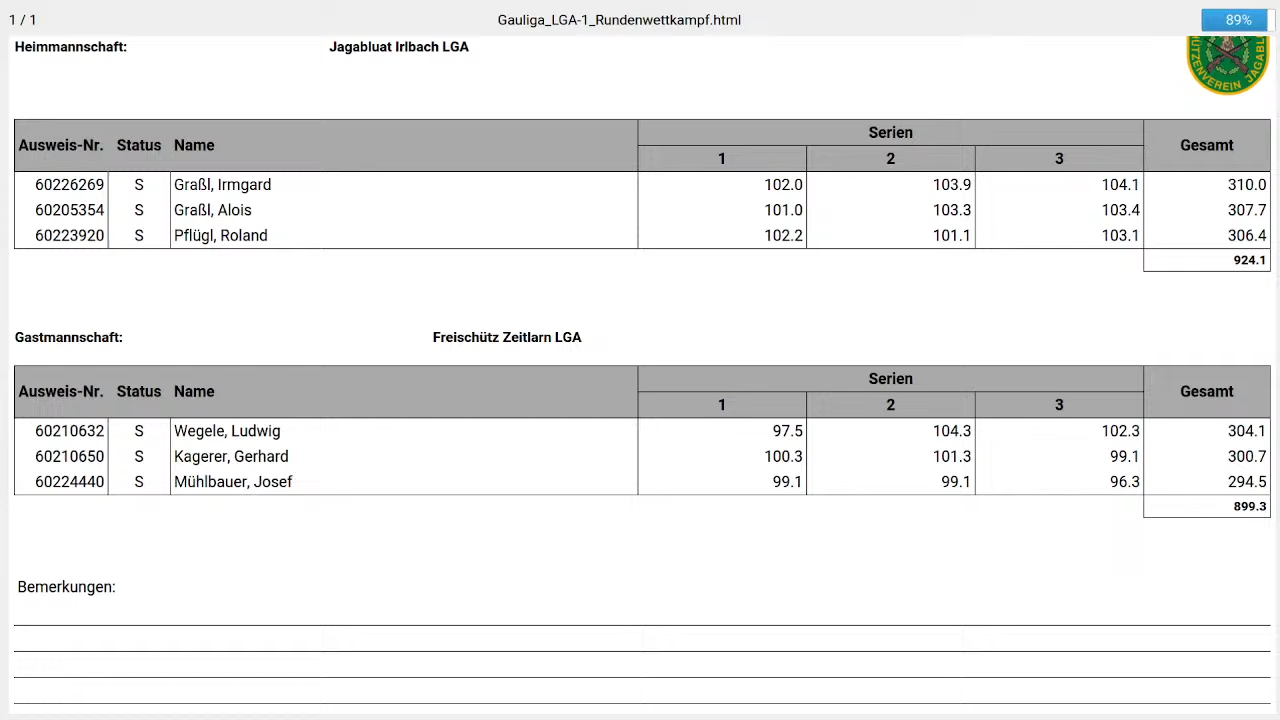 1 / 1
Gauliga_LGA-1_Rundenwettkampf.html
89%
Heimmannschaft: Jagabluat Irlbach LGA
ÜTZENVEREIN JAGABL
Ausweis-Nr. Status Name Serien Gesamt
1 2 3
60226269 S Graßl, Irmgard 102.0 103.9 104.1 310.0
60205354 S Graßl, Alois 101.0 103.3 103.4 307.7
60223920 S Pflügl, Roland 102.2 101.1 103.1 306.4
924.1
Gastmannschaft: Freischütz Zeitlarn LGA
Ausweis-Nr. Status Name Serien Gesamt
1 2 3
60210632 S Wegele, Ludwig 97.5 104.3 102.3 304.1
60210650 S Kagerer, Gerhard 100.3 101.3 99.1 300.7
60224440 S Mühlbauer, Josef 99.1 99.1 96.3 294.5
899.3
Bemerkungen: